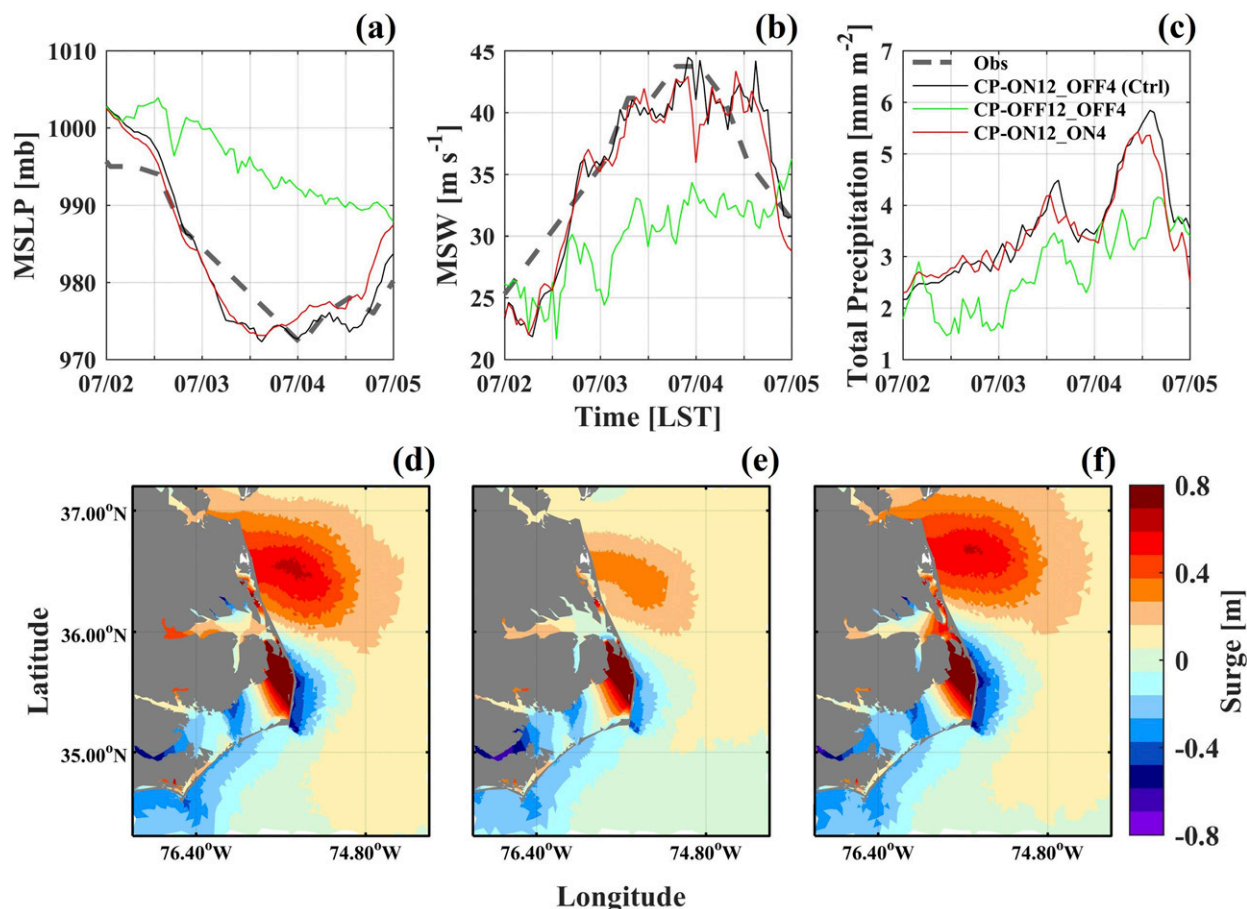 (a)
(b)
(c)
MSLP [mb]
1010
1000
990
980
970
07/02
07/03
07/04
07/05
MSW [m s⁻¹]
45
40
35
30
25
20
07/02
07/03
07/04
07/05
Time [LST]
Total Precipitation [mm m⁻²]
7
6
5
4
3
2
1
Obs
CP-ON12_OFF4 (Ctrl)
CP-OFF12_OFF4
CP-ON12_ON4
07/02
07/03
07/04
07/05
(d)
(e)
(f)
Latitude
37.00°N
36.00°N
35.00°N
76.40°W
74.80°W
76.40°W
74.80°W
76.40°W
74.80°W
Longitude
0.8
0.4
0
-0.4
-0.8
Surge [m]